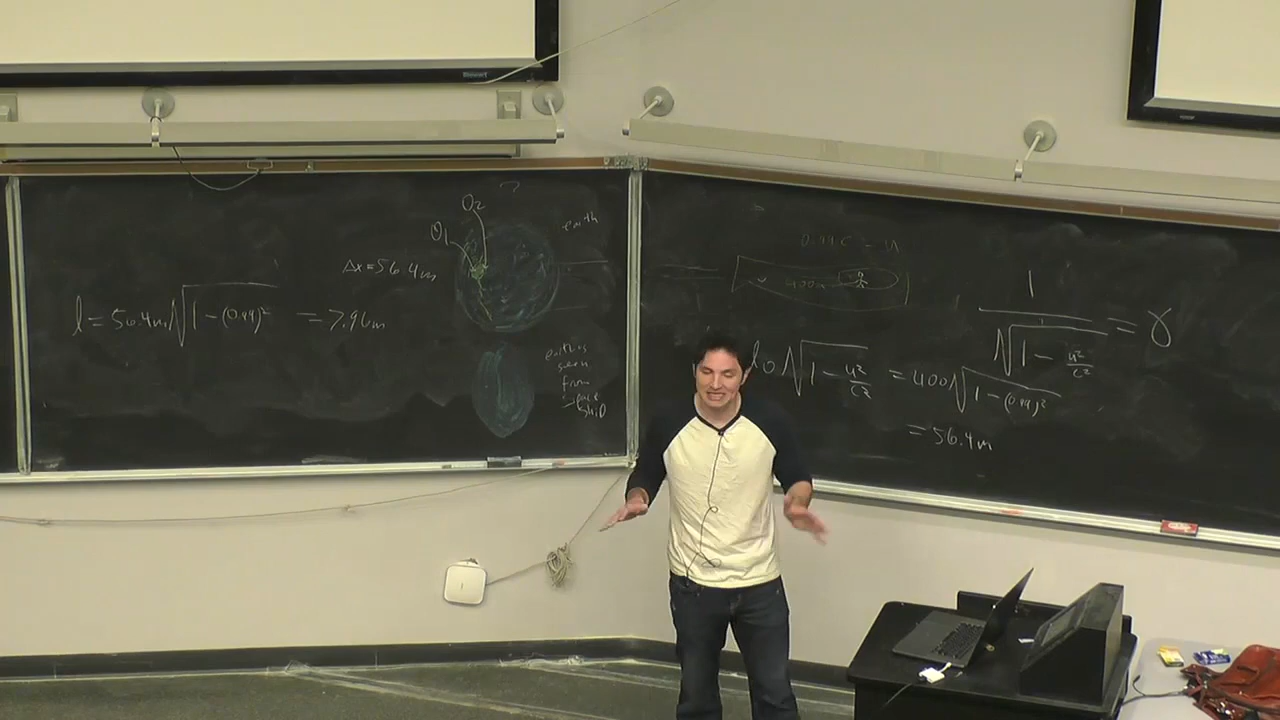 O2
O1
earth
Δx=56.4m
l = 56.4m√1-(0.99)² = 7.96m
earth as
seen
from
space
ship
0.99c = u
400m
1/√1-u²/c² = γ
l0√1-u²/c² = 400√1-(0.99)²
= 56.4m